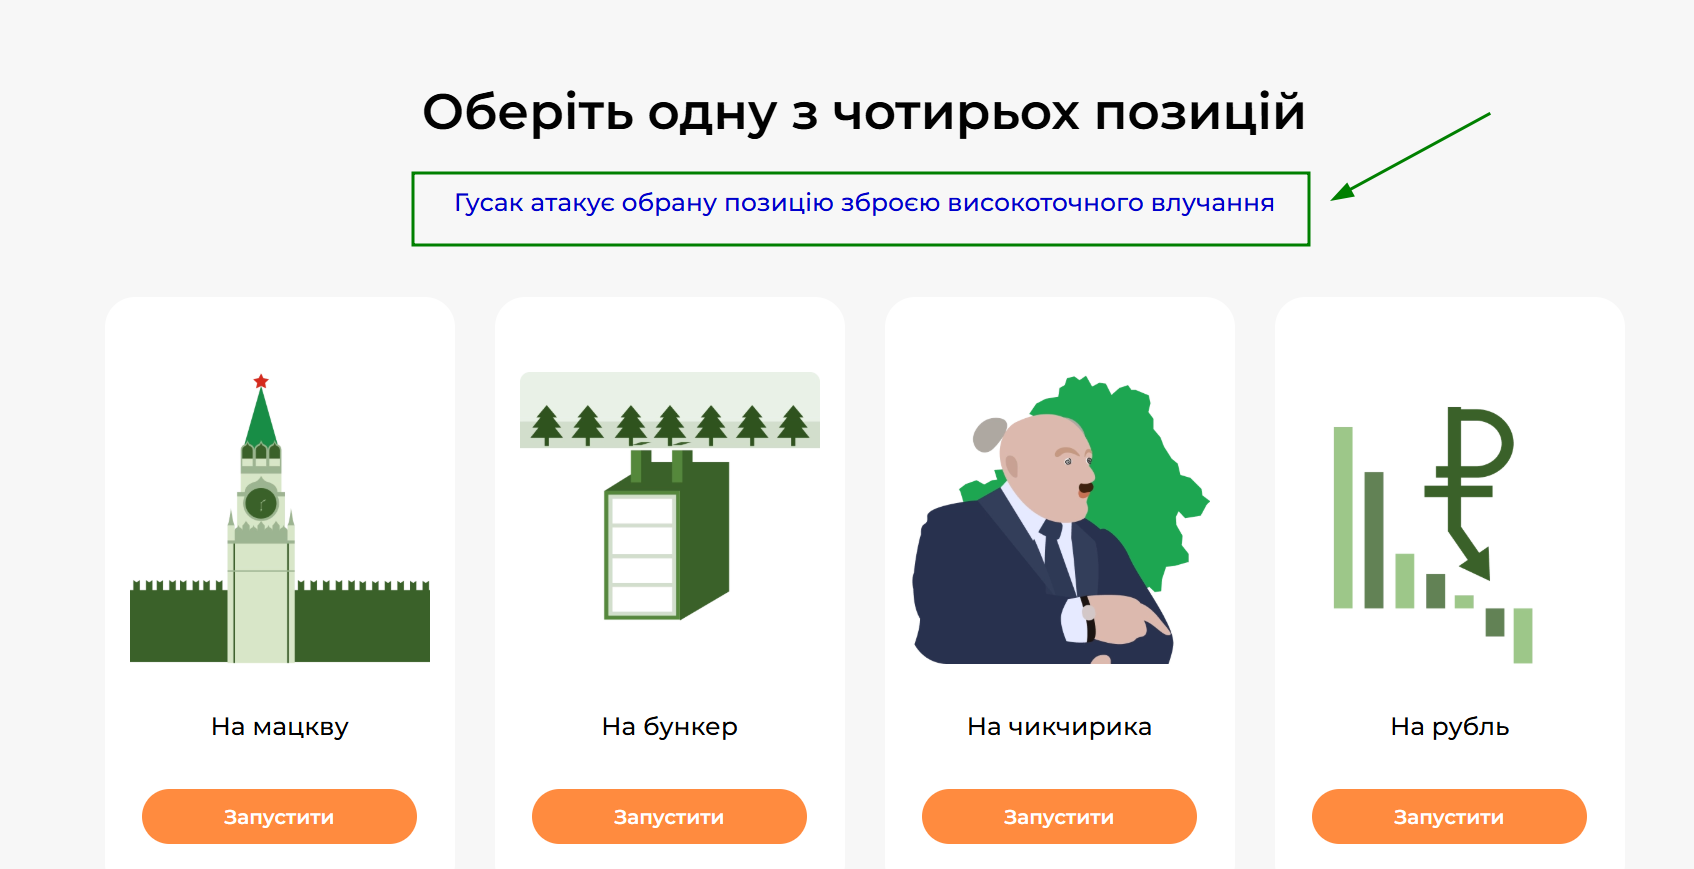 Оберіть одну з чотирьох позицій
Гусак атакує обрану позицію зброєю високоточного влучання
На мацкву
На бункер
На чикчирика
На рубль
Запустити
Запустити
Запустити
Запустити